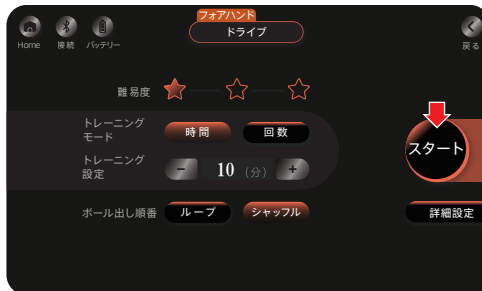 フォアハンド
ドライブ
Home
接続
バッテリー
戻る
難易度
トレーニング
モード
時間
回数
スタート
トレーニング
設定
−
10
(分)
+
ボール出し順番
ループ
シャッフル
詳細設定